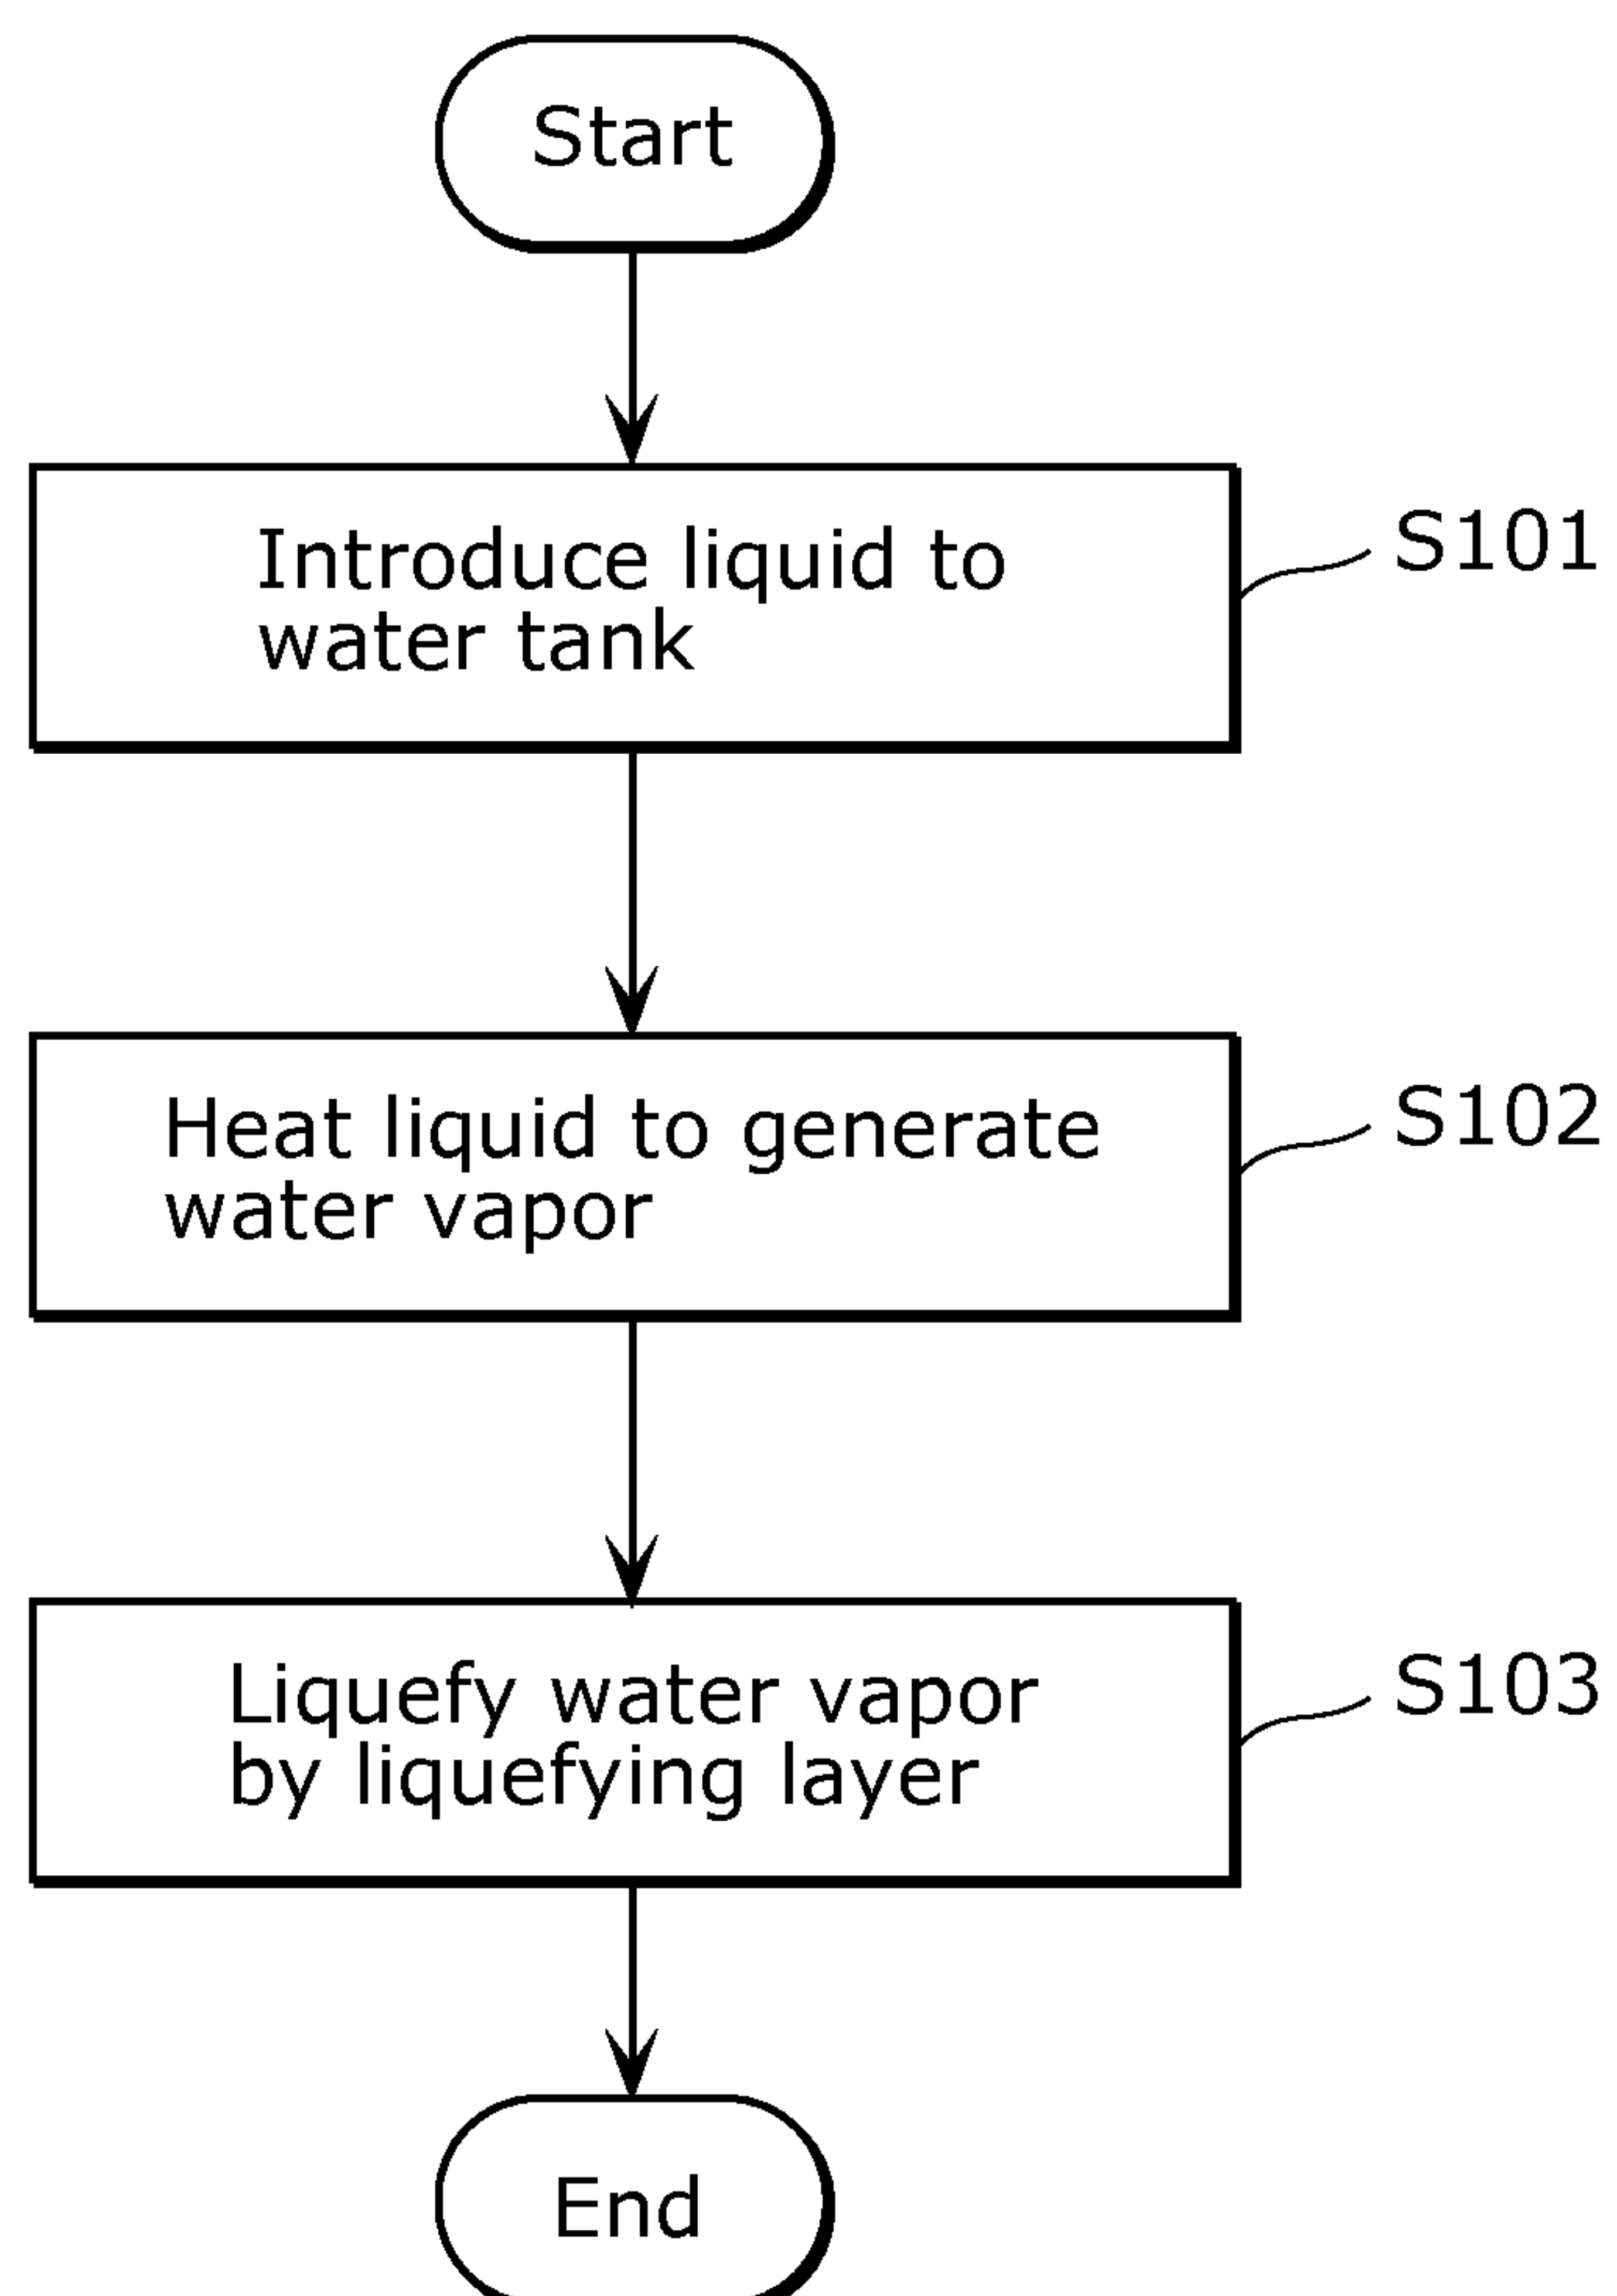 Start
Introduce liquid to
water tank
S101
Heat liquid to generate
water vapor
S102
Liquefy water vapor
by liquefying layer
S103
End